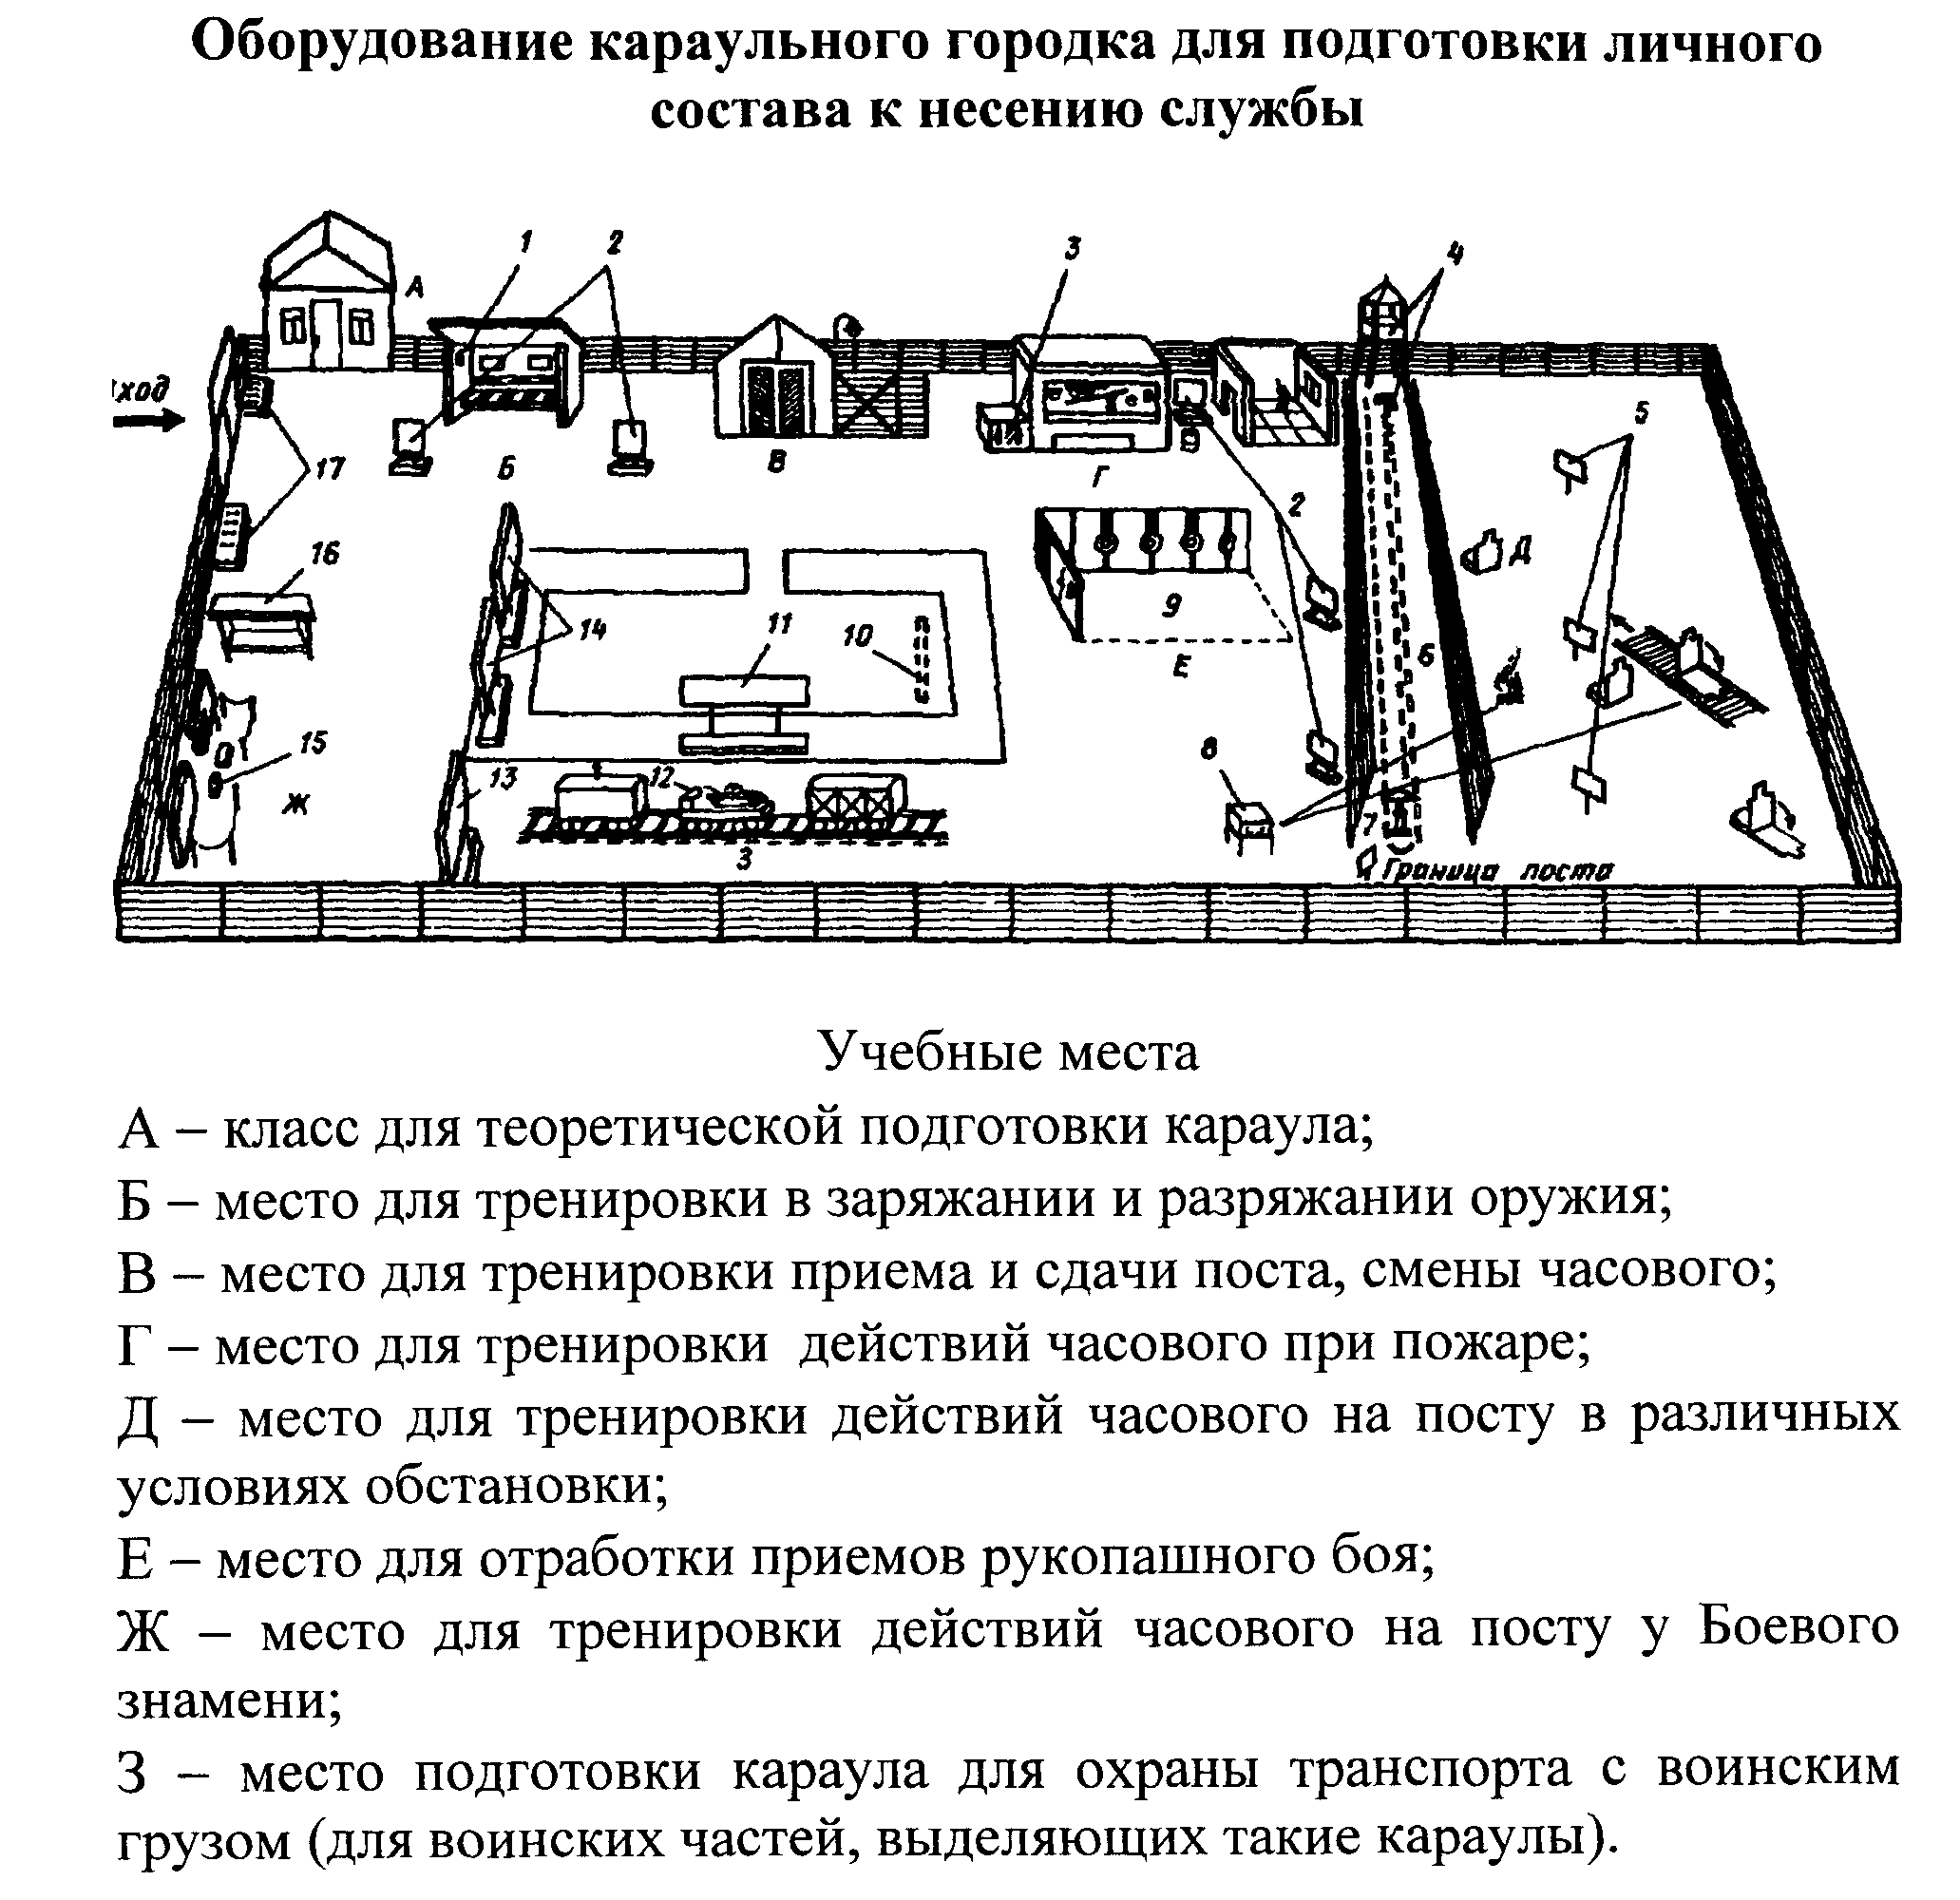 Оборудование караульного городка для подготовки личного
состава к несению службы
1
2
3
4
А
ход
5
17
Б
В
Г
2
16
Д
14
11
10
9
Е
6
15
13
12
8
Ж
7
З
Граница поста
Учебные места
А – класс для теоретической подготовки караула;
Б – место для тренировки в заряжании и разряжании оружия;
В – место для тренировки приема и сдачи поста, смены часового;
Г – место для тренировки действий часового при пожаре;
Д – место для тренировки действий часового на посту в различных
условиях обстановки;
Е – место для отработки приемов рукопашного боя;
Ж – место для тренировки действий часового на посту у Боевого
знамени;
З – место подготовки караула для охраны транспорта с воинским
грузом (для воинских частей, выделяющих такие караулы).